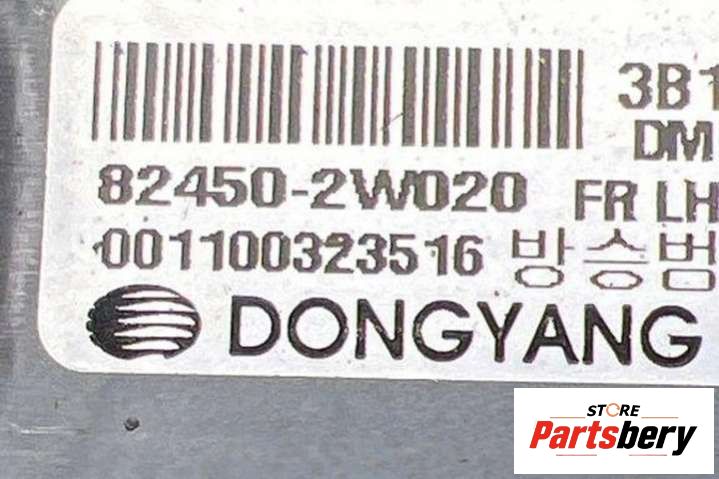 3B1
DM
82450-2W020 FR LH
001100323516 방승범
DONGYANG
STORE
Partsbery